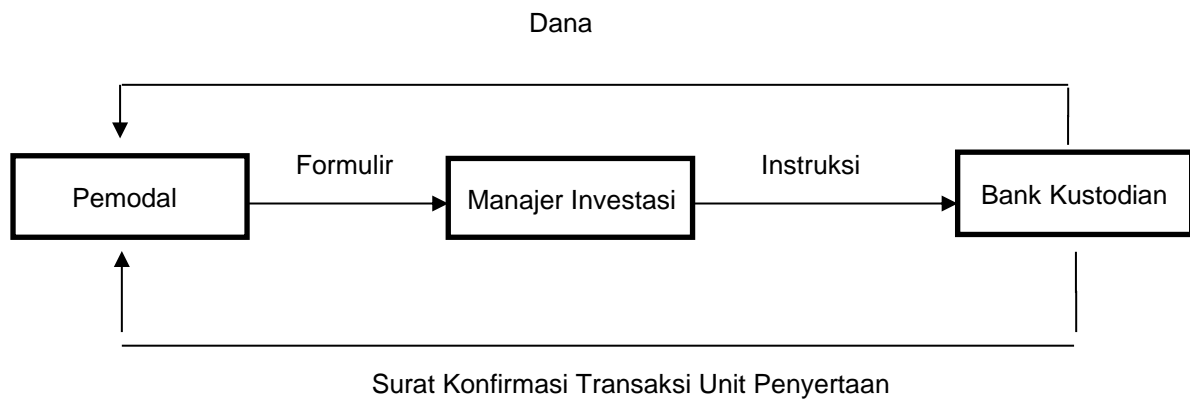 Dana
Formulir
Instruksi
Pemodal
Manajer Investasi
Bank Kustodian
Surat Konfirmasi Transaksi Unit Penyertaan